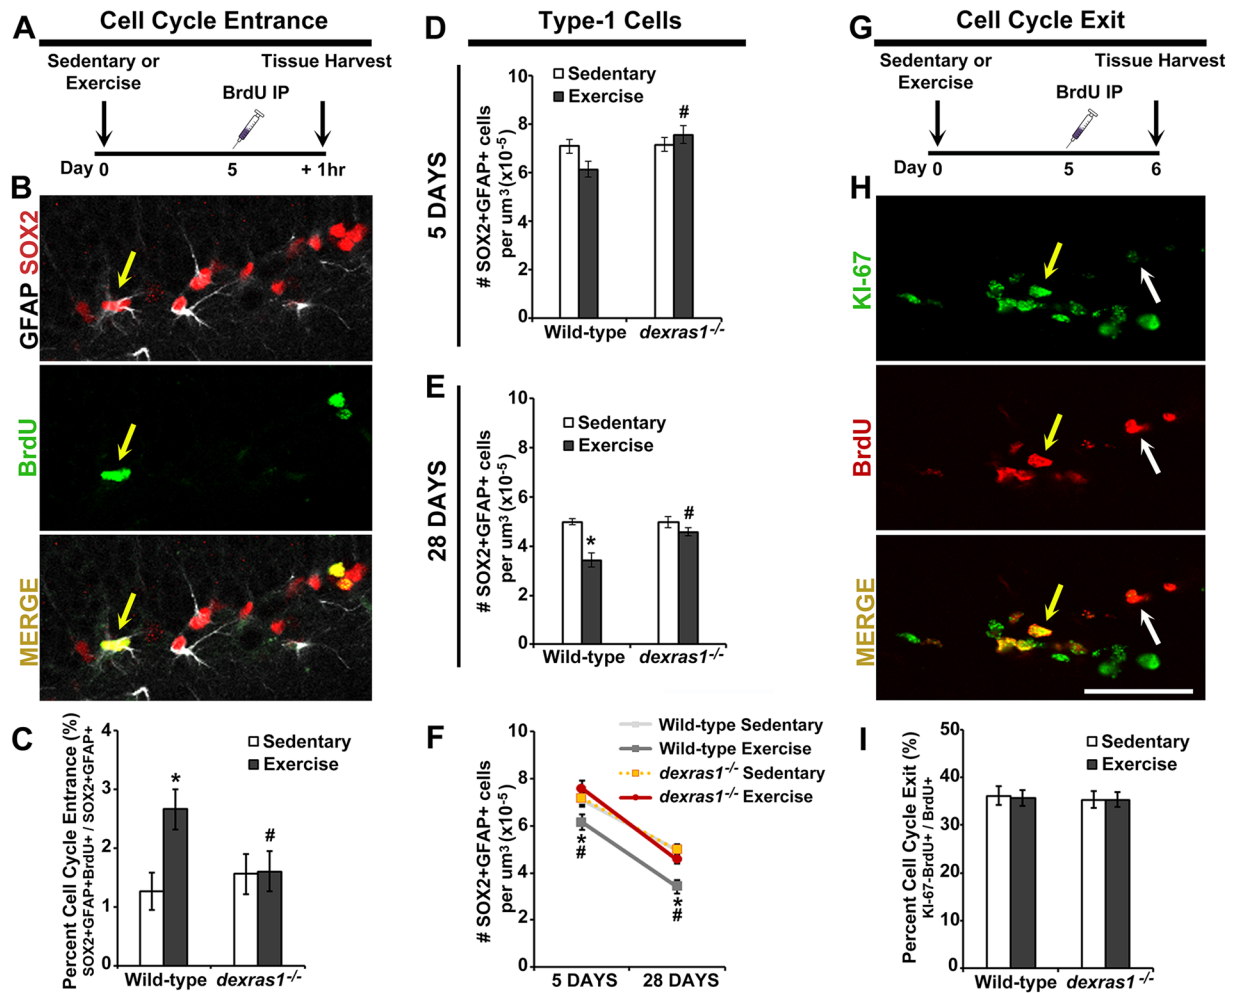 A
Cell Cycle Entrance
Sedentary or
Exercise
BrdU IP
Tissue Harvest
Day 0
5
+ 1hr
B
GFAP SOX2
BrdU
MERGE
C
Percent Cell Cycle Entrance (%)
SOX2+GFAP+BrdU+ / SOX2+GFAP+
4
3
2
1
0
Sedentary
Exercise
*
#
Wild-type
dexras1-/-
D
Type-1 Cells
5 DAYS
# SOX2+GFAP+ cells
per um3 (x10-5)
10
8
6
4
2
0
Sedentary
Exercise
#
Wild-type
dexras1-/-
E
28 DAYS
# SOX2+GFAP+ cells
per um3 (x10-5)
10
8
6
4
2
0
Sedentary
Exercise
*
#
Wild-type
dexras1-/-
F
# SOX2+GFAP+ cells
per um3 (x10-5)
10
8
6
4
2
0
Wild-type Sedentary
Wild-type Exercise
dexras1-/- Sedentary
dexras1-/- Exercise
*
#
*
#
5 DAYS
28 DAYS
G
Cell Cycle Exit
Sedentary or
Exercise
BrdU IP
Tissue Harvest
Day 0
5
6
H
KI-67
BrdU
MERGE
I
Percent Cell Cycle Exit (%)
KI-67-BrdU+ / BrdU+
50
40
30
20
10
0
Sedentary
Exercise
Wild-type
dexras1-/-